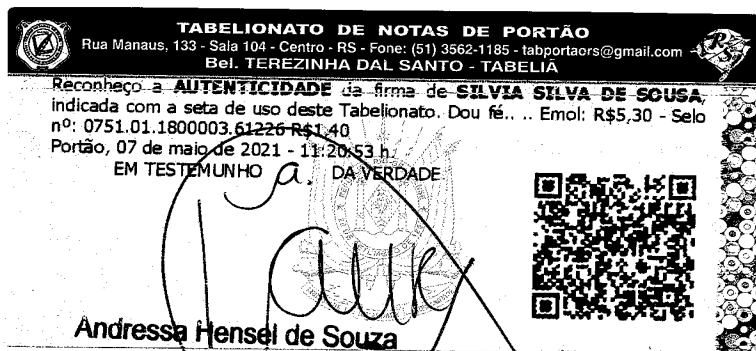 TABELIONATO DE NOTAS DE PORTÃO
Rua Manaus, 133 - Sala 104 - Centro - RS - Fone: (51) 3562-1185 - tabportaors@gmail.com
Bel. TEREZINHA DAL SANTO - TABELIÃ
Reconheço a AUTENTICIDADE da firma de SILVIA SILVA DE SOUSA,
indicada com a seta de uso deste Tabelionato. Dou fé.. .. Emol: R$5,30 - Selo
nº: 0751.01.1800003.61226 R$1,40
Portão, 07 de maio de 2021 - 11:20:53 h.
EM TESTEMUNHO a. DA VERDADE
Andressa Hensel de Souza